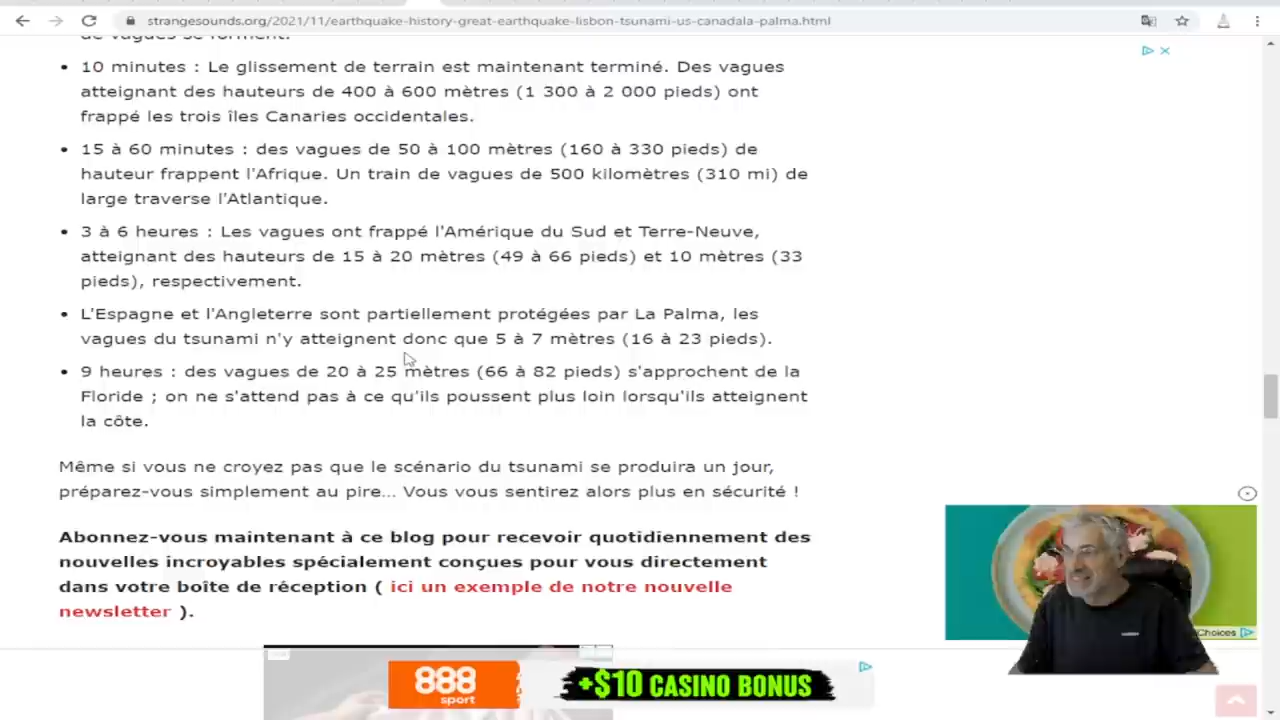 strangesounds.org/2021/11/earthquake-history-great-earthquake-lisbon-tsunami-us-canadala-palma.html
de vagues se forment.
• 10 minutes : Le glissement de terrain est maintenant terminé. Des vagues
atteignant des hauteurs de 400 à 600 mètres (1 300 à 2 000 pieds) ont
frappé les trois îles Canaries occidentales.
• 15 à 60 minutes : des vagues de 50 à 100 mètres (160 à 330 pieds) de
hauteur frappent l'Afrique. Un train de vagues de 500 kilomètres (310 mi) de
large traverse l'Atlantique.
• 3 à 6 heures : Les vagues ont frappé l'Amérique du Sud et Terre-Neuve,
atteignant des hauteurs de 15 à 20 mètres (49 à 66 pieds) et 10 mètres (33
pieds), respectivement.
• L'Espagne et l'Angleterre sont partiellement protégées par La Palma, les
vagues du tsunami n'y atteignent donc que 5 à 7 mètres (16 à 23 pieds).
• 9 heures : des vagues de 20 à 25 mètres (66 à 82 pieds) s'approchent de la
Floride ; on ne s'attend pas à ce qu'ils poussent plus loin lorsqu'ils atteignent
la côte.
Même si vous ne croyez pas que le scénario du tsunami se produira un jour,
préparez-vous simplement au pire... Vous vous sentirez alors plus en sécurité !
Abonnez-vous maintenant à ce blog pour recevoir quotidiennement des
nouvelles incroyables spécialement conçues pour vous directement
dans votre boîte de réception ( ici un exemple de notre nouvelle
newsletter ).
Choices
888
sport
+$10 CASINO BONUS